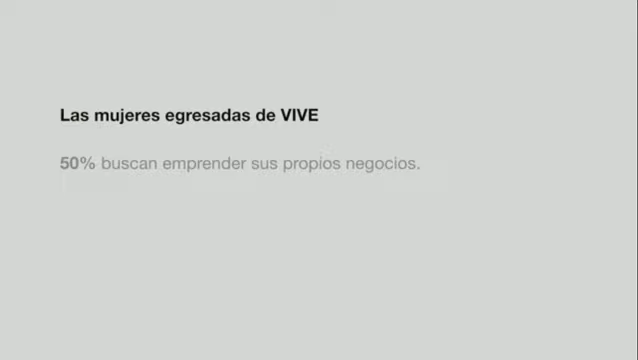 Las mujeres egresadas de VIVE
50% buscan emprender sus propios negocios.